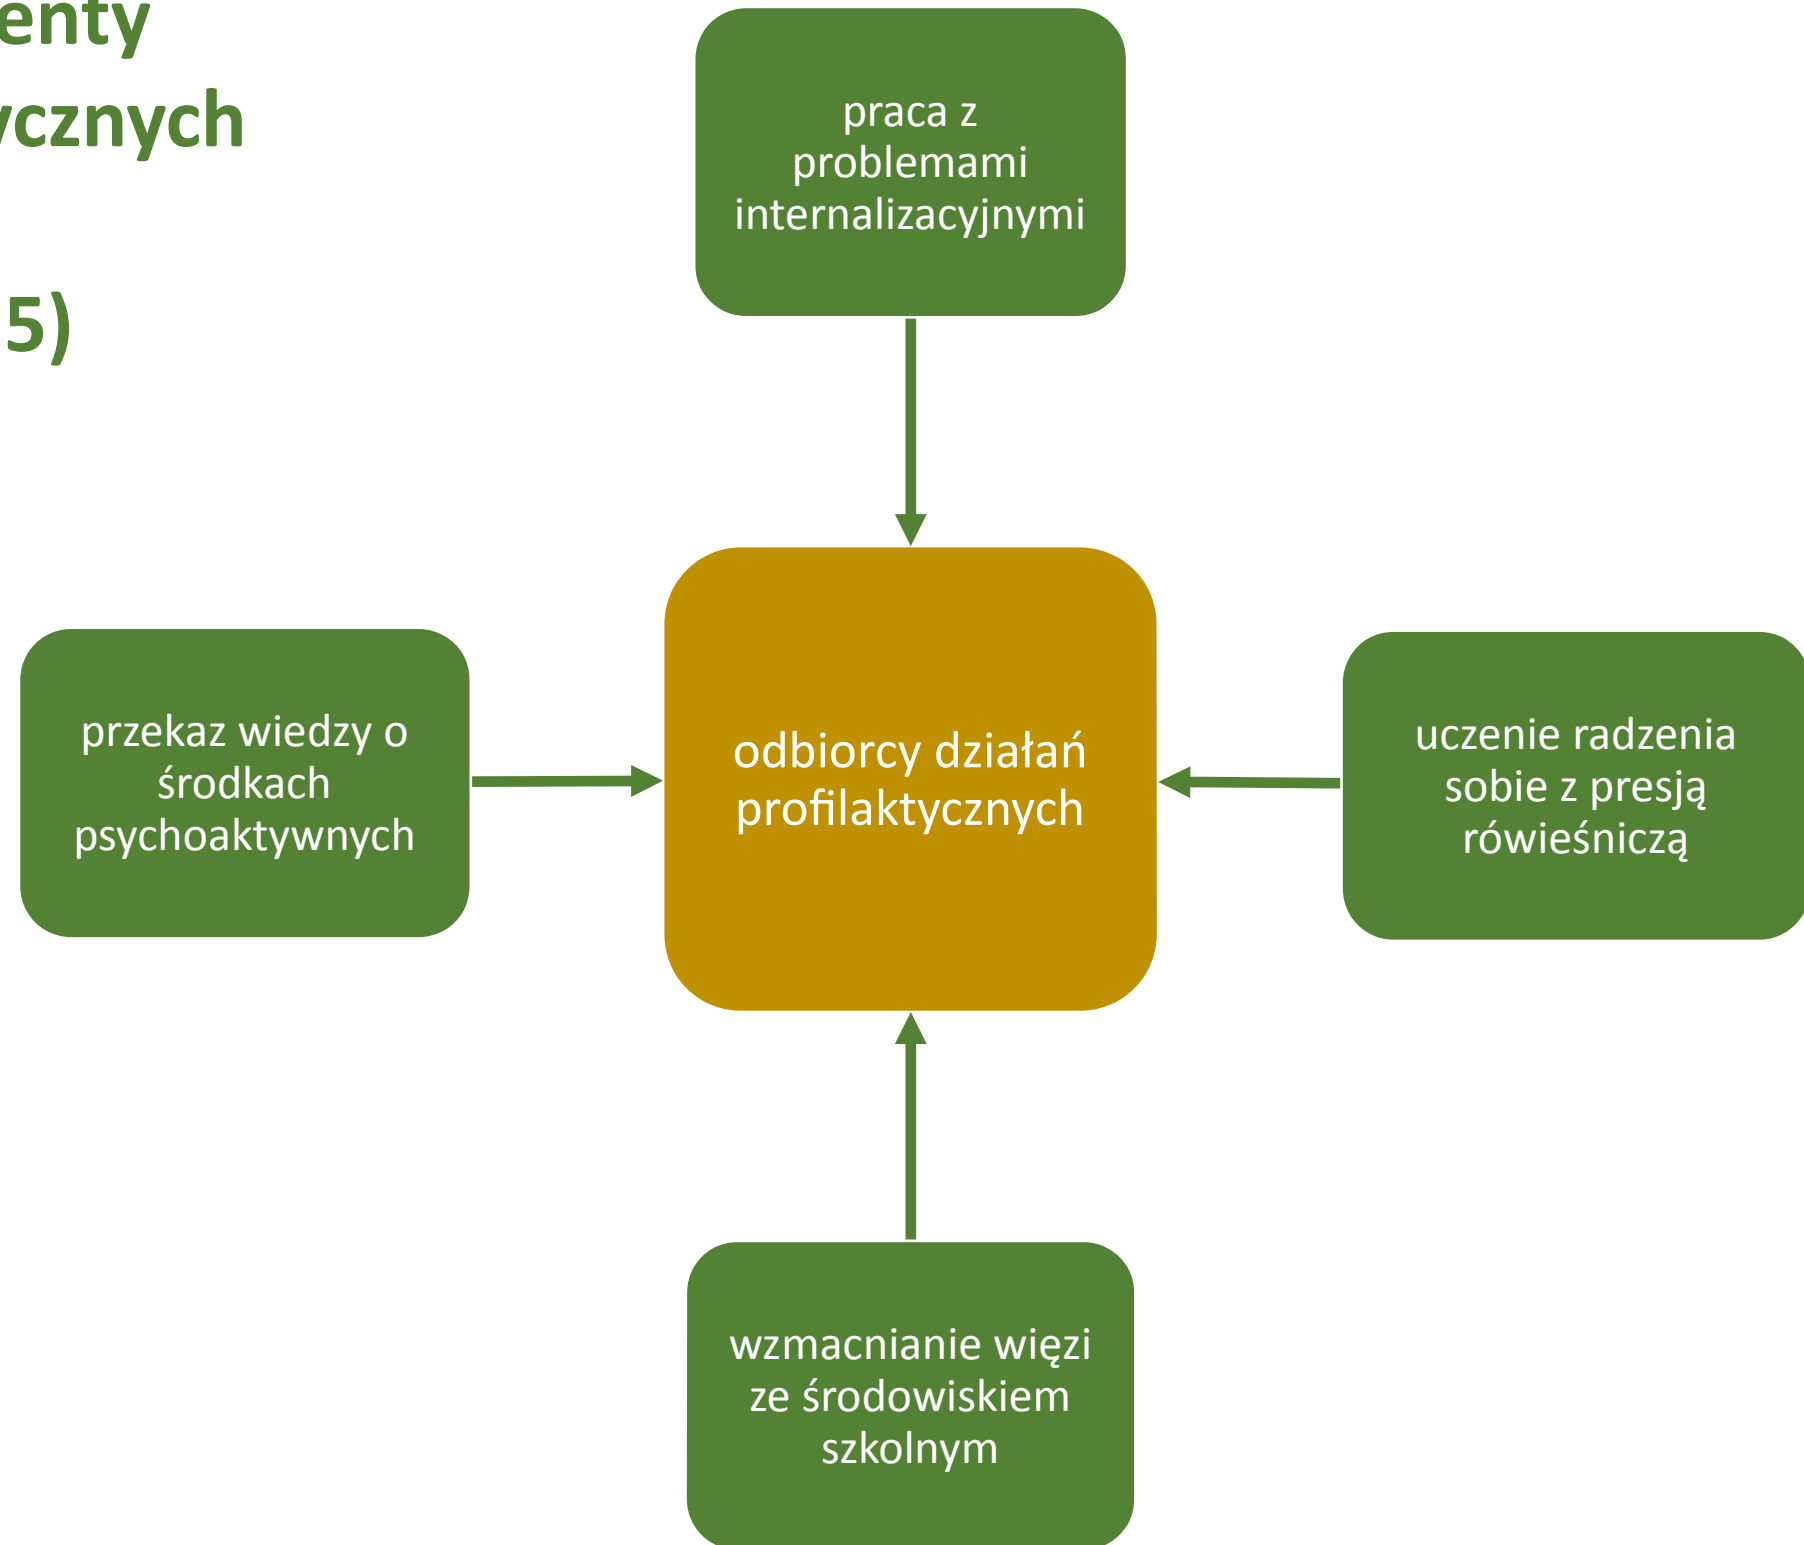 enty
ycznych
5)
praca z
problemami
internalizacyjnymi
przekaz wiedzy o
środkach
psychoaktywnych
odbiorcy działań
profilaktycznych
uczenie radzenia
sobie z presją
rówieśniczą
wzmacnianie więzi
ze środowiskiem
szkolnym